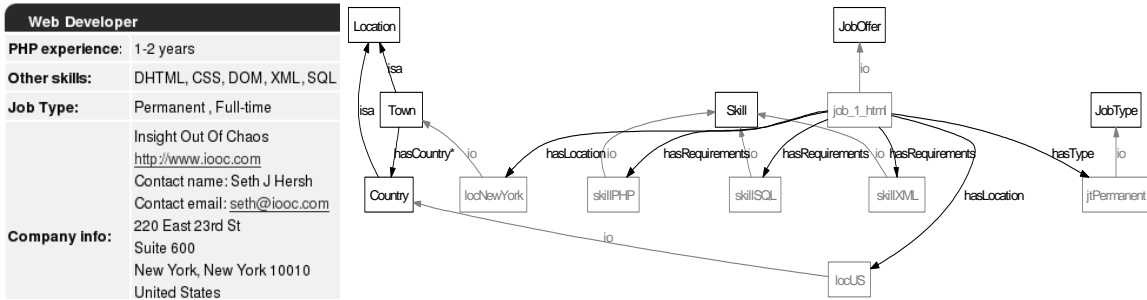 Web Developer
PHP experience: 1-2 years
Other skills: DHTML, CSS, DOM, XML, SQL
Job Type: Permanent , Full-time
Company info:
Insight Out Of Chaos
http://www.iooc.com
Contact name: Seth J Hersh
Contact email: seth@iooc.com
220 East 23rd St
Suite 600
New York, New York 10010
United States
Location
JobOffer
isa
io
isa
Town
Skill
job_1_html
JobType
hasCountry*
io
hasLocation
io
hasRequirements
io
hasRequirements
io
hasRequirements
hasType
io
Country
locNewYork
skillPHP
skillSQL
skillXML
hasLocation
jtPermanent
io
locUS